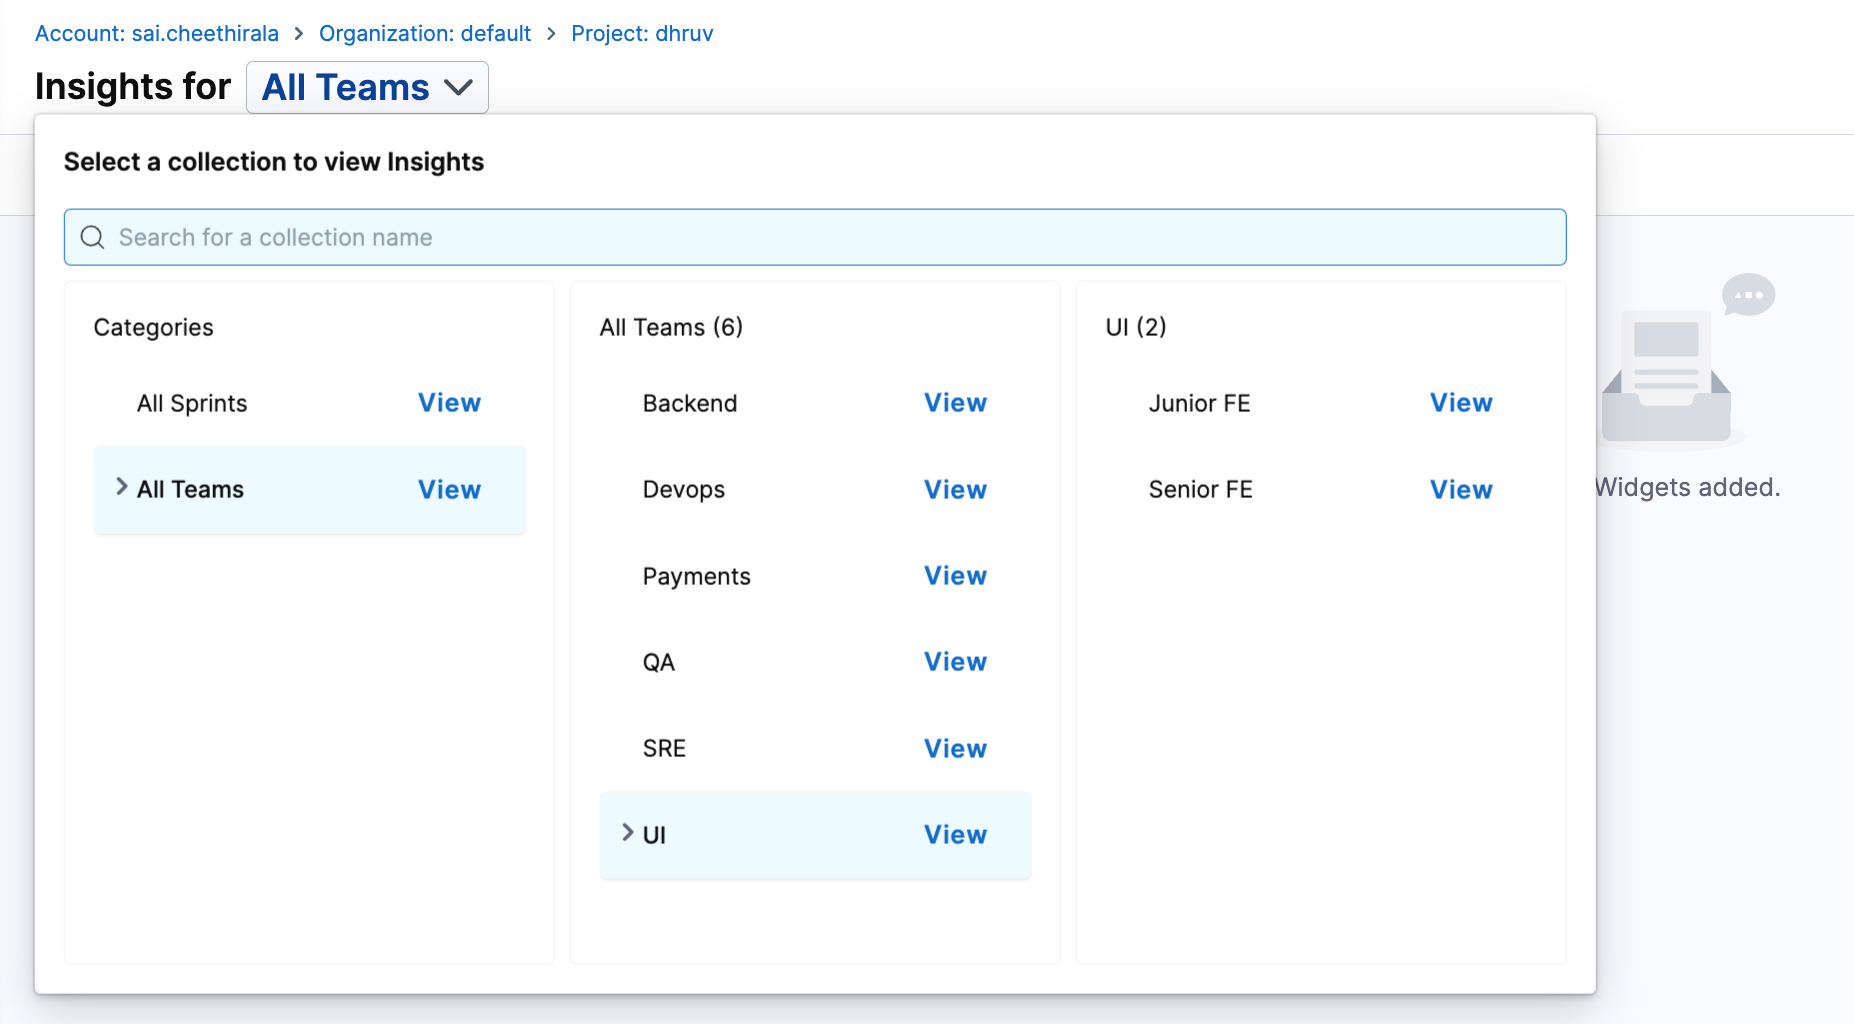 Account: sai.cheethirala > Organization: default > Project: dhruv
Insights for All Teams
Select a collection to view Insights
Search for a collection name
Categories
All Sprints View
All Teams View
All Teams (6)
Backend View
Devops View
Payments View
QA View
SRE View
UI View
UI (2)
Junior FE View
Senior FE View
Widgets added.